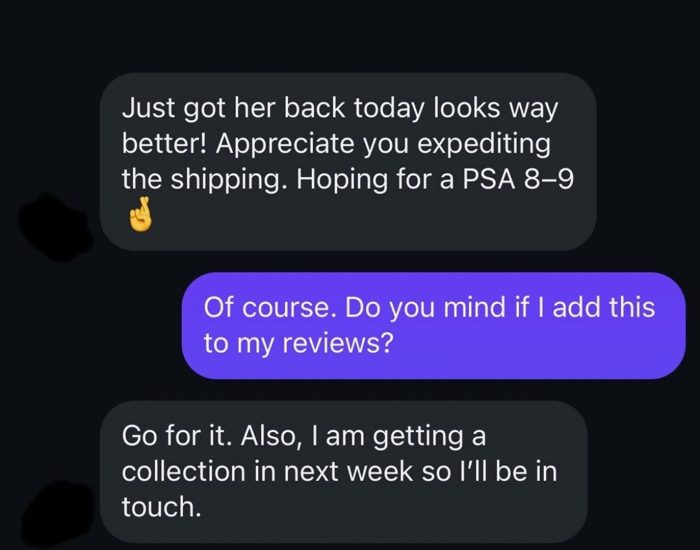 Just got her back today looks way
better! Appreciate you expediting
the shipping. Hoping for a PSA 8–9
🤞
Of course. Do you mind if I add this
to my reviews?
Go for it. Also, I am getting a
collection in next week so I’ll be in
touch.